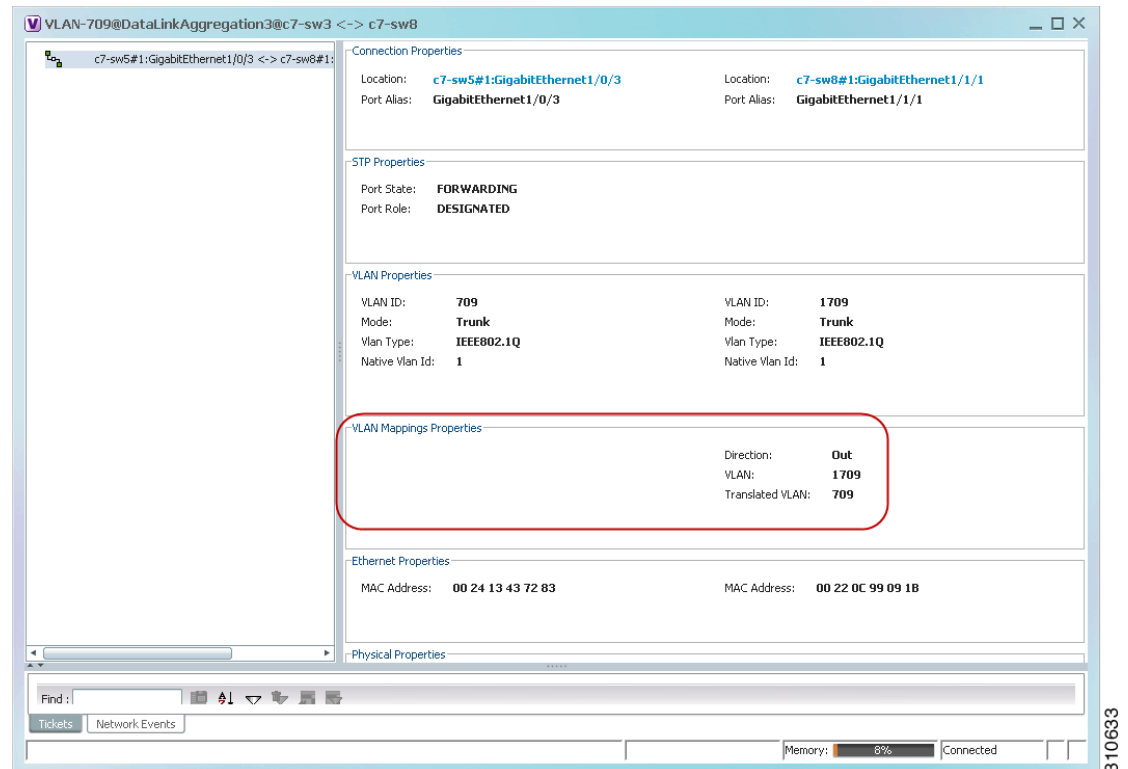 VLAN-709@DataLinkAggregation3@c7-sw3 <-> c7-sw8
c7-sw5#1:GigabitEthernet1/0/3 <-> c7-sw8#1:
Connection Properties
Location: c7-sw5#1:GigabitEthernet1/0/3 Location: c7-sw8#1:GigabitEthernet1/1/1
Port Alias: GigabitEthernet1/0/3 Port Alias: GigabitEthernet1/1/1
STP Properties
Port State: FORWARDING
Port Role: DESIGNATED
VLAN Properties
VLAN ID: 709 VLAN ID: 1709
Mode: Trunk Mode: Trunk
Vlan Type: IEEE802.1Q Vlan Type: IEEE802.1Q
Native Vlan Id: 1 Native Vlan Id: 1
VLAN Mappings Properties
Direction: Out
VLAN: 1709
Translated VLAN: 709
Ethernet Properties
MAC Address: 00 24 13 43 72 83 MAC Address: 00 22 0C 99 09 1B
Physical Properties
Find :
Tickets Network Events
Memory: 8% Connected
310633